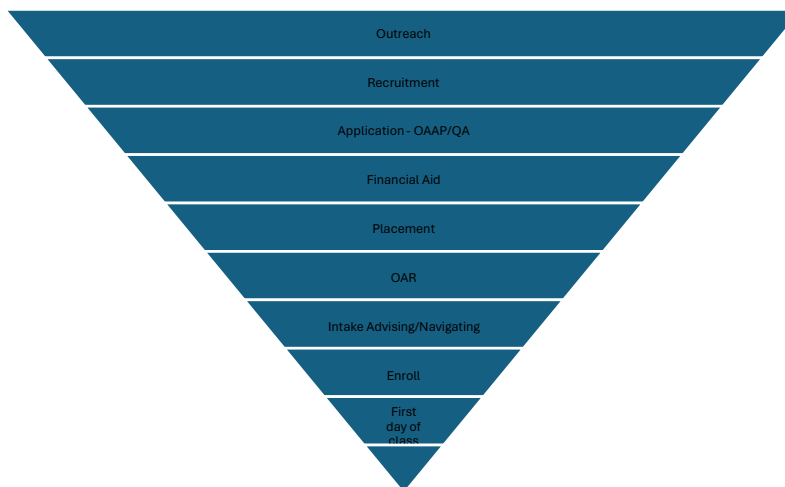 Outreach
Recruitment
Application - OAAP/QA
Financial Aid
Placement
OAR
Intake Advising/Navigating
Enroll
First
day of
class